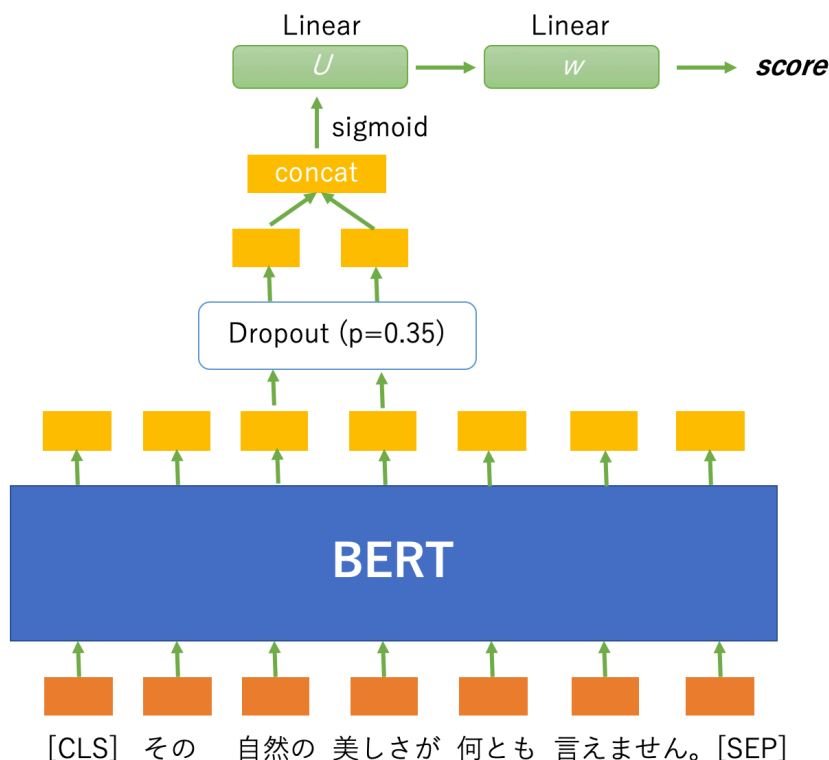 Linear Linear
U w score
sigmoid
concat
Dropout (p=0.35)
BERT
[CLS] その 自然の 美しさが 何とも 言えません。[SEP]